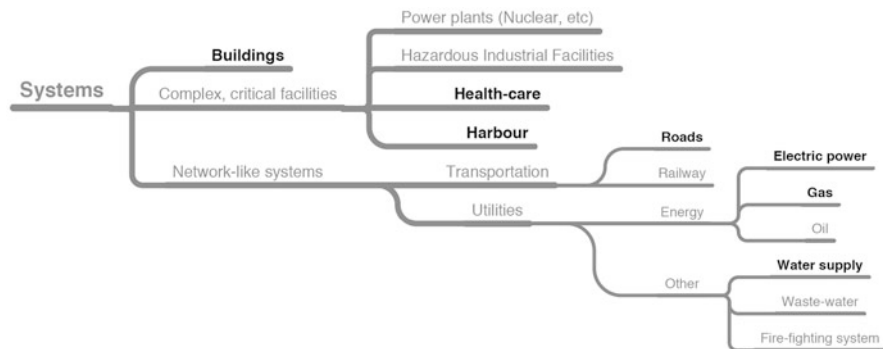 Systems
Buildings
Complex, critical facilities
Power plants (Nuclear, etc)
Hazardous Industrial Facilities
Health-care
Harbour
Network-like systems
Transportation
Roads
Railway
Utilities
Energy
Electric power
Gas
Oil
Other
Water supply
Waste-water
Fire-fighting system